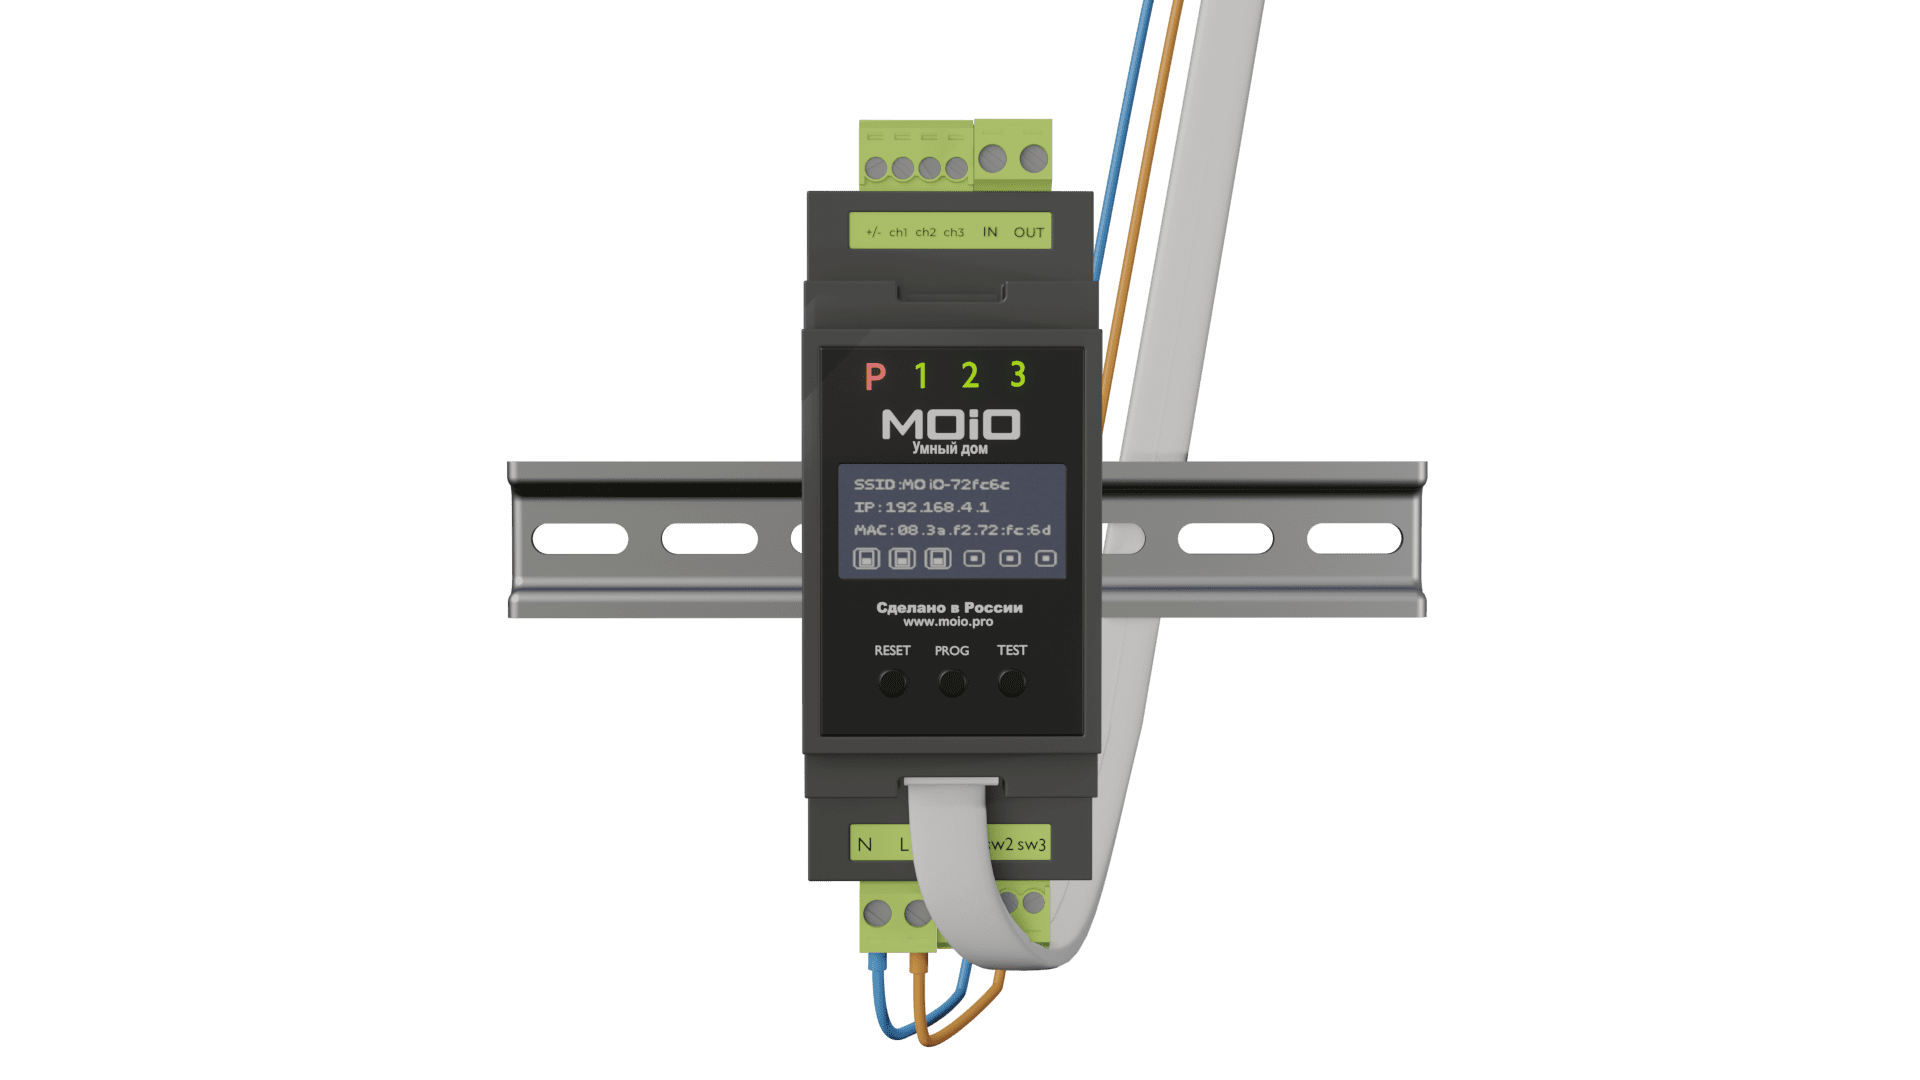 +/- ch1 ch2 ch3 IN OUT
P 1 2 3
MOiO
Умный дом
SSID:MOiO-72fc6c
IP:192.168.4.1
MAC:08.3a.f2.72:fc:6d
Сделано в России
www.moio.pro
RESET PROG TEST
N L sw2 sw3